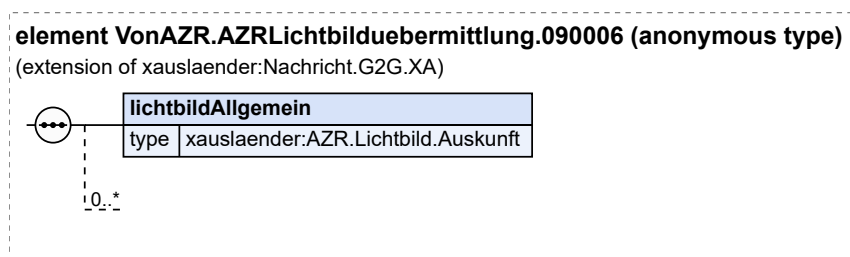 element VonAZR.AZRLichtbilduebermittlung.090006 (anonymous type)
(extension of xauslaender:Nachricht.G2G.XA)
lichtbildAllgemein
type xauslaender:AZR.Lichtbild.Auskunft
0..*